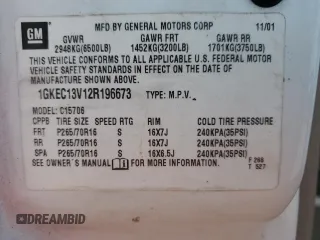 GM
MFD BY GENERAL MOTORS CORP 11/01
GVWR GAWR FRT GAWR RR
2948KG(6500LB) 1452KG(3200LB) 1701KG(3750LB)
THIS VEHICLE CONFORMS TO ALL APPLICABLE U.S. FEDERAL MOTOR
VEHICLE SAFETY STANDARDS IN EFFECT ON THE DATE OF
MANUFACTURE SHOWN ABOVE.
1GKEC13V12R196673 TYPE: M.P.V.
MODEL: C15706
CPPB TIRE SIZE SPEED RTG RIM COLD TIRE PRESSURE
FRT P265/70R16 S 16X7J 240KPA(35PSI)
RR P265/70R16 S 16X7J 240KPA(35PSI)
SPA P265/70R16 S 16X6.5J 240KPA(35PSI)
SEE OWNER'S MANUAL FOR MORE INFORMATION F 266
T 527
DREAMBID